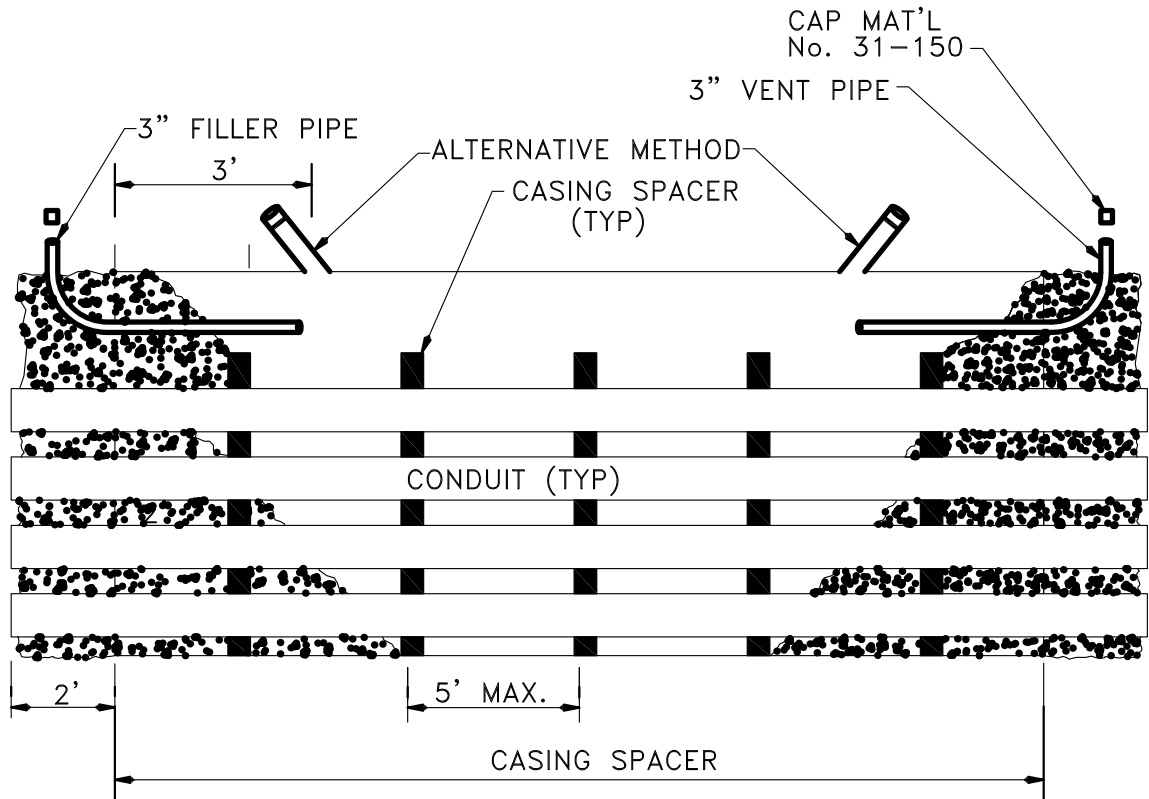 CAP MAT'L
No. 31-150
3" VENT PIPE
3" FILLER PIPE
3'
ALTERNATIVE METHOD
CASING SPACER
(TYP)
CONDUIT (TYP)
2'
5' MAX.
CASING SPACER